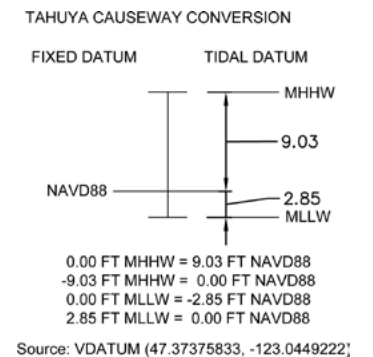 TAHUYA CAUSEWAY CONVERSION
FIXED DATUM TIDAL DATUM
MHHW
9.03
NAVD88
2.85
MLLW
0.00 FT MHHW = 9.03 FT NAVD88
-9.03 FT MHHW = 0.00 FT NAVD88
0.00 FT MLLW = -2.85 FT NAVD88
2.85 FT MLLW = 0.00 FT NAVD88
Source: VDATUM (47.37375833, -123.0449222)